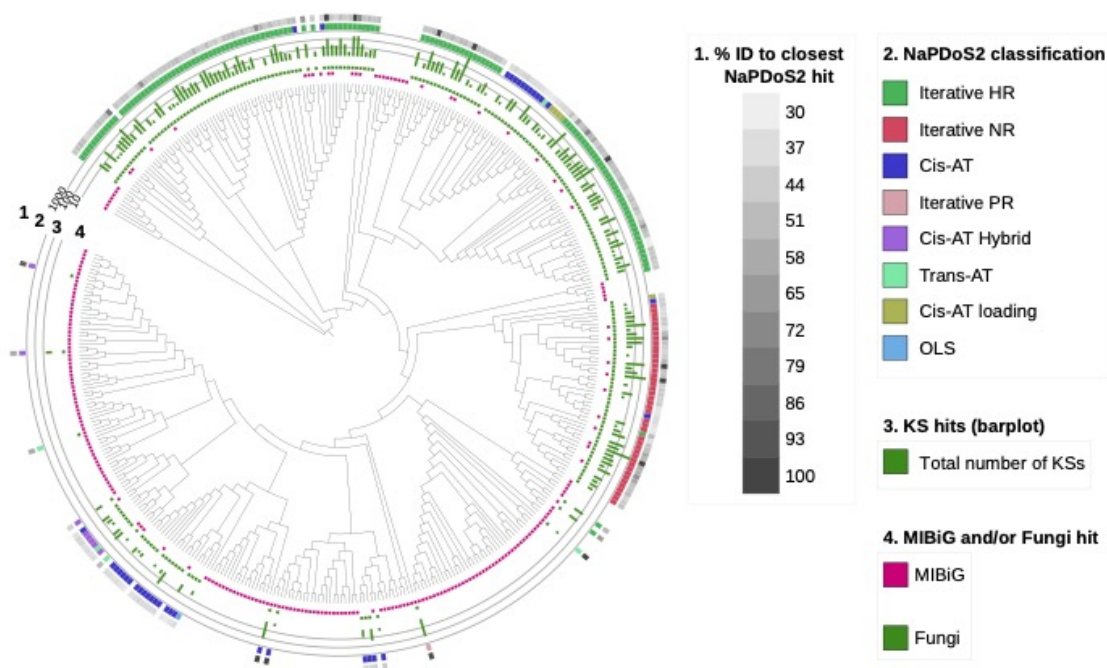 1 2 3 4
1000
100
10
1. % ID to closest
NaPDoS2 hit
30
37
44
51
58
65
72
79
86
93
100
2. NaPDoS2 classification
Iterative HR
Iterative NR
Cis-AT
Iterative PR
Cis-AT Hybrid
Trans-AT
Cis-AT loading
OLS
3. KS hits (barplot)
Total number of KSs
4. MIBiG and/or Fungi hit
MIBiG
Fungi